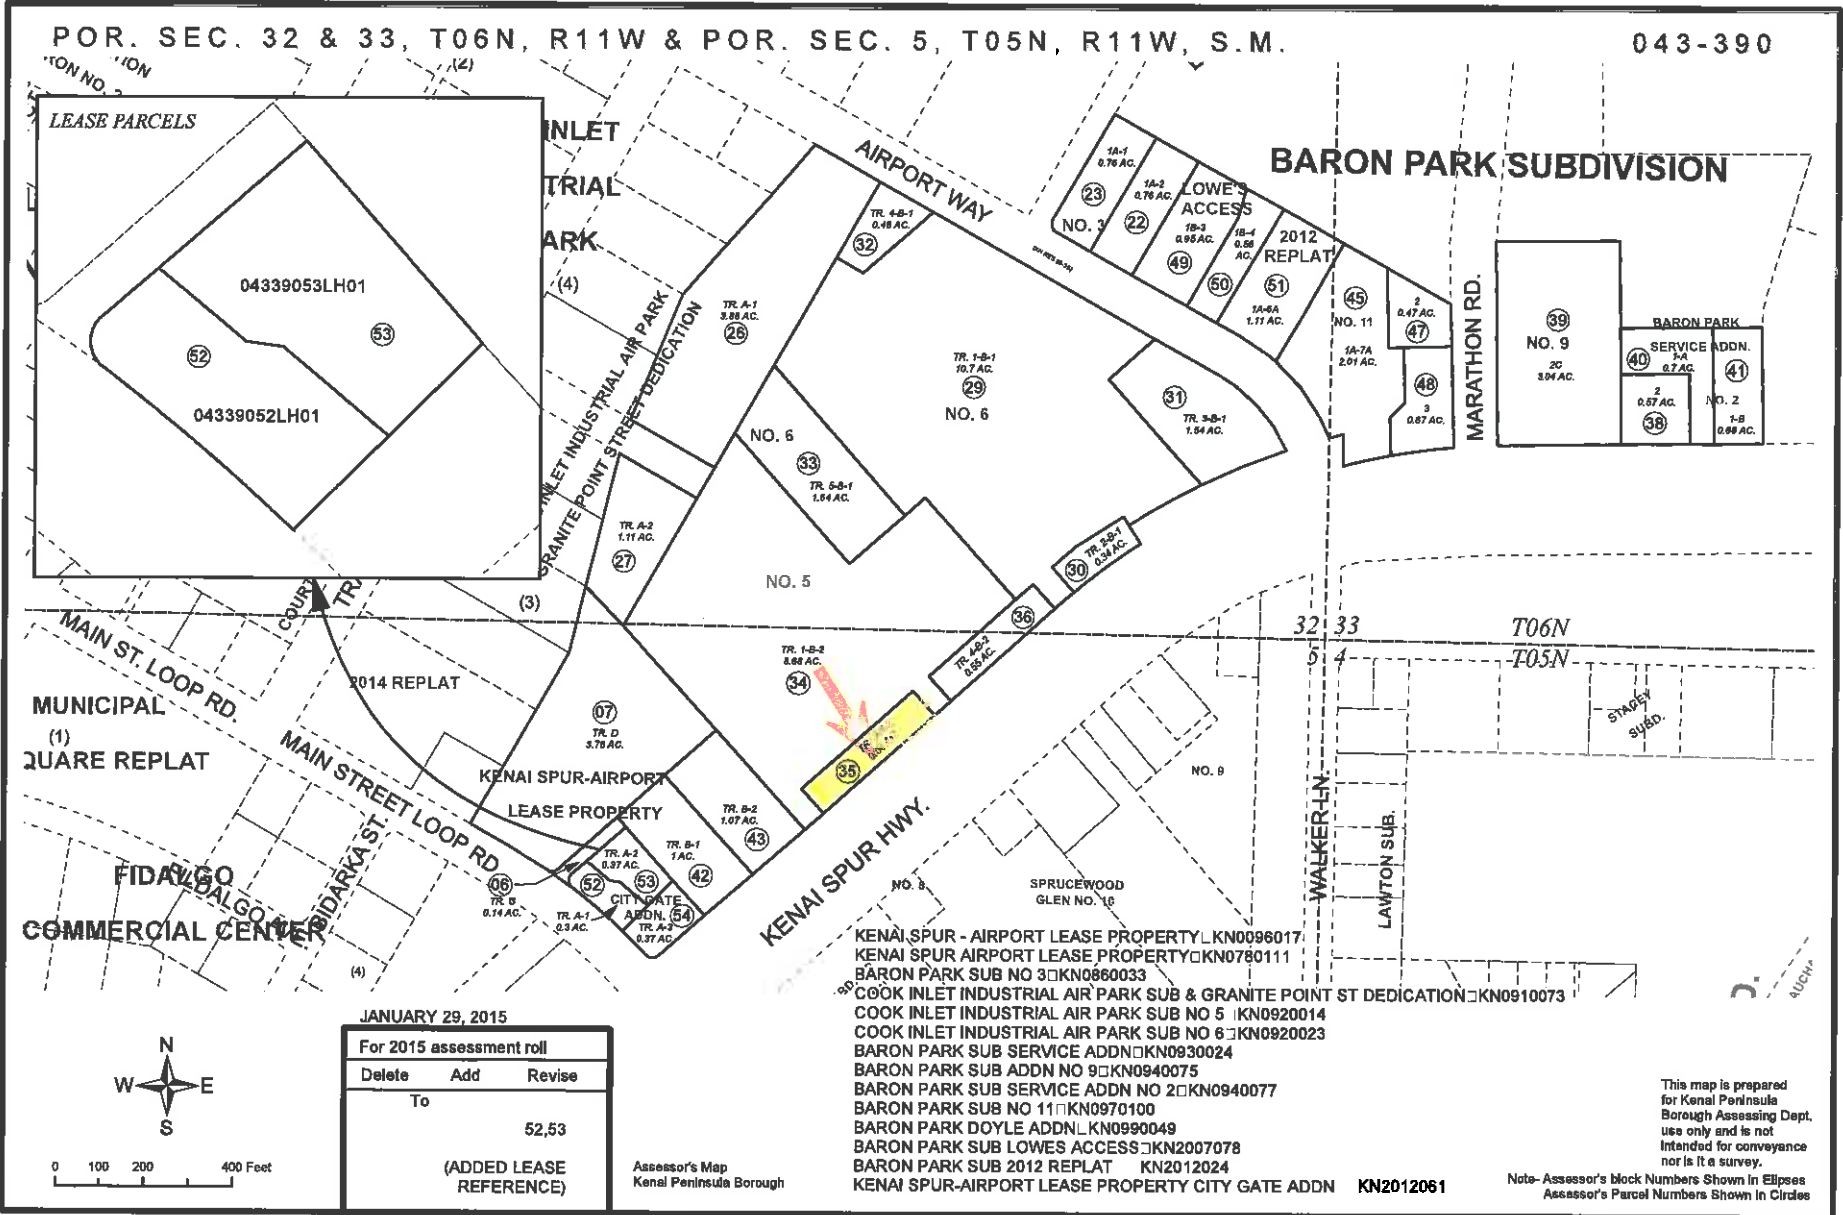 POR. SEC. 32 & 33, T06N, R11W & POR. SEC. 5, T05N, R11W, S.M.
043-390
TON NO. 2
ION
(2)
LEASE PARCELS
04339053LH01
53
52
04339052LH01
INLET
TRIAL
ARK
(4)
AIRPORT WAY
BARON PARK SUBDIVISION
1A-1
0.76 AC.
23
NO. 3
1A-2
0.76 AC.
22
LOWE'S
ACCESS
1B-3
0.95 AC.
49
1B-4
0.56
AC.
50
2012
REPLAT
51
1A-6A
1.11 AC.
45
NO. 11
1A-7A
2.01 AC.
2
0.47 AC.
47
48
3
0.67 AC.
MARATHON RD.
39
NO. 9
2C
3.04 AC.
BARON PARK
SERVICE ADDN.
40
1-A
0.7 AC.
41
2
0.57 AC.
38
NO. 2
1-B
0.68 AC.
TR. 4-B-1
0.46 AC.
32
TR. A-1
3.88 AC.
26
TR. 1-B-1
10.7 AC.
29
NO. 6
31
TR. 3-B-1
1.54 AC.
NO. 6
33
TR. 5-B-1
1.64 AC.
INLET INDUSTRIAL AIR PARK
GRANITE POINT STREET DEDICATION
TR. A-2
1.11 AC.
27
NO. 5
30
TR. 2-B-1
0.34 AC.
36
TR. 4-B-2
0.55 AC.
COURT
TRA
(3)
32 33
T06N
5 4
T05N
MAIN ST. LOOP RD.
MUNICIPAL
(1)
QUARE REPLAT
2014 REPLAT
TR. 1-B-2
8.68 AC.
34
35
07
TR. D
3.78 AC.
STACEY
SUBD.
NO. 9
MAIN STREET LOOP RD
KENAI SPUR-AIRPORT
LEASE PROPERTY
TR. B-2
1.07 AC.
43
TR. B-1
1 AC.
42
TR. A-2
0.37 AC.
06
TR. B
0.14 AC.
52
53
CITY GATE
ADDN.
54
TR. A-1
0.3 AC.
TR. A-3
0.37 AC.
KENAI SPUR HWY.
WALKER LN.
LAWTON SUB.
NO. 8
SPRUCEWOOD
GLEN NO. 10
FIDALGO
FIDALGO AVE
BIDARKA ST.
COMMERCIAL CENTER
(4)
SD.
AUCHA
KENAI SPUR - AIRPORT LEASE PROPERTY KN0096017
KENAI SPUR AIRPORT LEASE PROPERTY□KN0780111
BARON PARK SUB NO 3□KN0860033
COOK INLET INDUSTRIAL AIR PARK SUB & GRANITE POINT ST DEDICATION□KN0910073
COOK INLET INDUSTRIAL AIR PARK SUB NO 5 KN0920014
COOK INLET INDUSTRIAL AIR PARK SUB NO 6□KN0920023
BARON PARK SUB SERVICE ADDN□KN0930024
BARON PARK SUB ADDN NO 9□KN0940075
BARON PARK SUB SERVICE ADDN NO 2□KN0940077
BARON PARK SUB NO 11□KN0970100
BARON PARK DOYLE ADDN KN0990049
BARON PARK SUB LOWES ACCESS□KN2007078
BARON PARK SUB 2012 REPLAT KN2012024
KENAI SPUR-AIRPORT LEASE PROPERTY CITY GATE ADDN KN2012061
N
W E
S
0 100 200 400 Feet
JANUARY 29, 2015
For 2015 assessment roll
Delete Add Revise
To
52,53
(ADDED LEASE
REFERENCE)
Assessor's Map
Kenai Peninsula Borough
This map is prepared
for Kenai Peninsula
Borough Assessing Dept.
use only and is not
intended for conveyance
nor is it a survey.
Note- Assessor's block Numbers Shown in Ellipses
Assessor's Parcel Numbers Shown in Circles